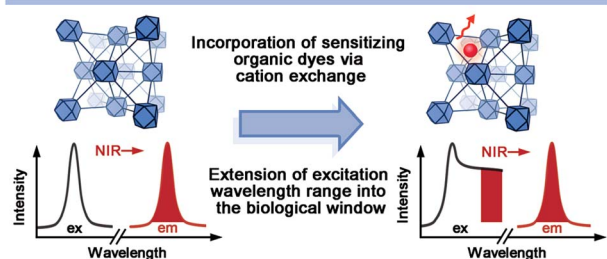 Incorporation of sensitizing
organic dyes via
cation exchange
Extension of excitation
wavelength range into
the biological window
Intensity
NIR→
ex
em
Wavelength
Intensity
NIR→
ex
em
Wavelength